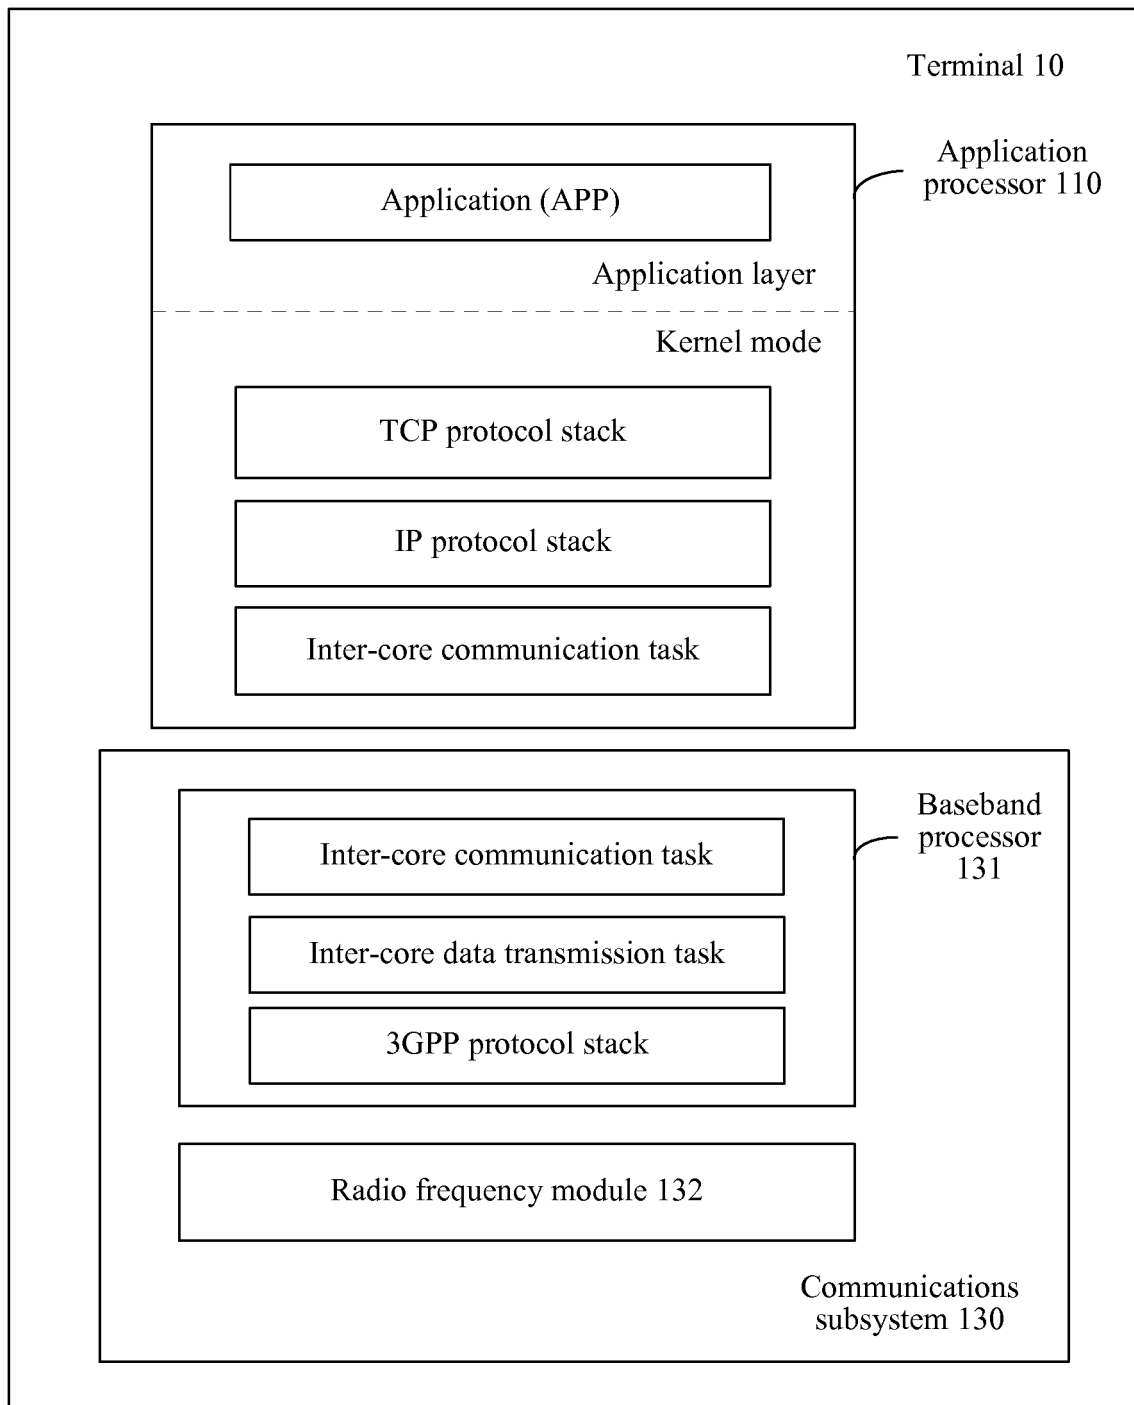 Terminal 10
Application
processor 110
Application (APP)
Application layer
Kernel mode
TCP protocol stack
IP protocol stack
Inter-core communication task
Baseband
processor
131
Inter-core communication task
Inter-core data transmission task
3GPP protocol stack
Radio frequency module 132
Communications
subsystem 130